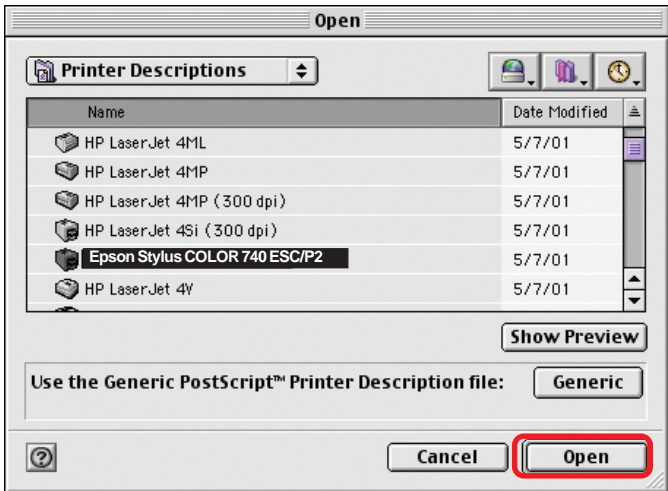 Open
Printer Descriptions
Name Date Modified
HP LaserJet 4ML 5/7/01
HP LaserJet 4MP 5/7/01
HP LaserJet 4MP (300 dpi) 5/7/01
HP LaserJet 4Si (300 dpi) 5/7/01
Epson Stylus COLOR 740 ESC/P2 5/7/01
HP LaserJet 4V 5/7/01
Show Preview
Use the Generic PostScript™ Printer Description file: Generic
Cancel Open